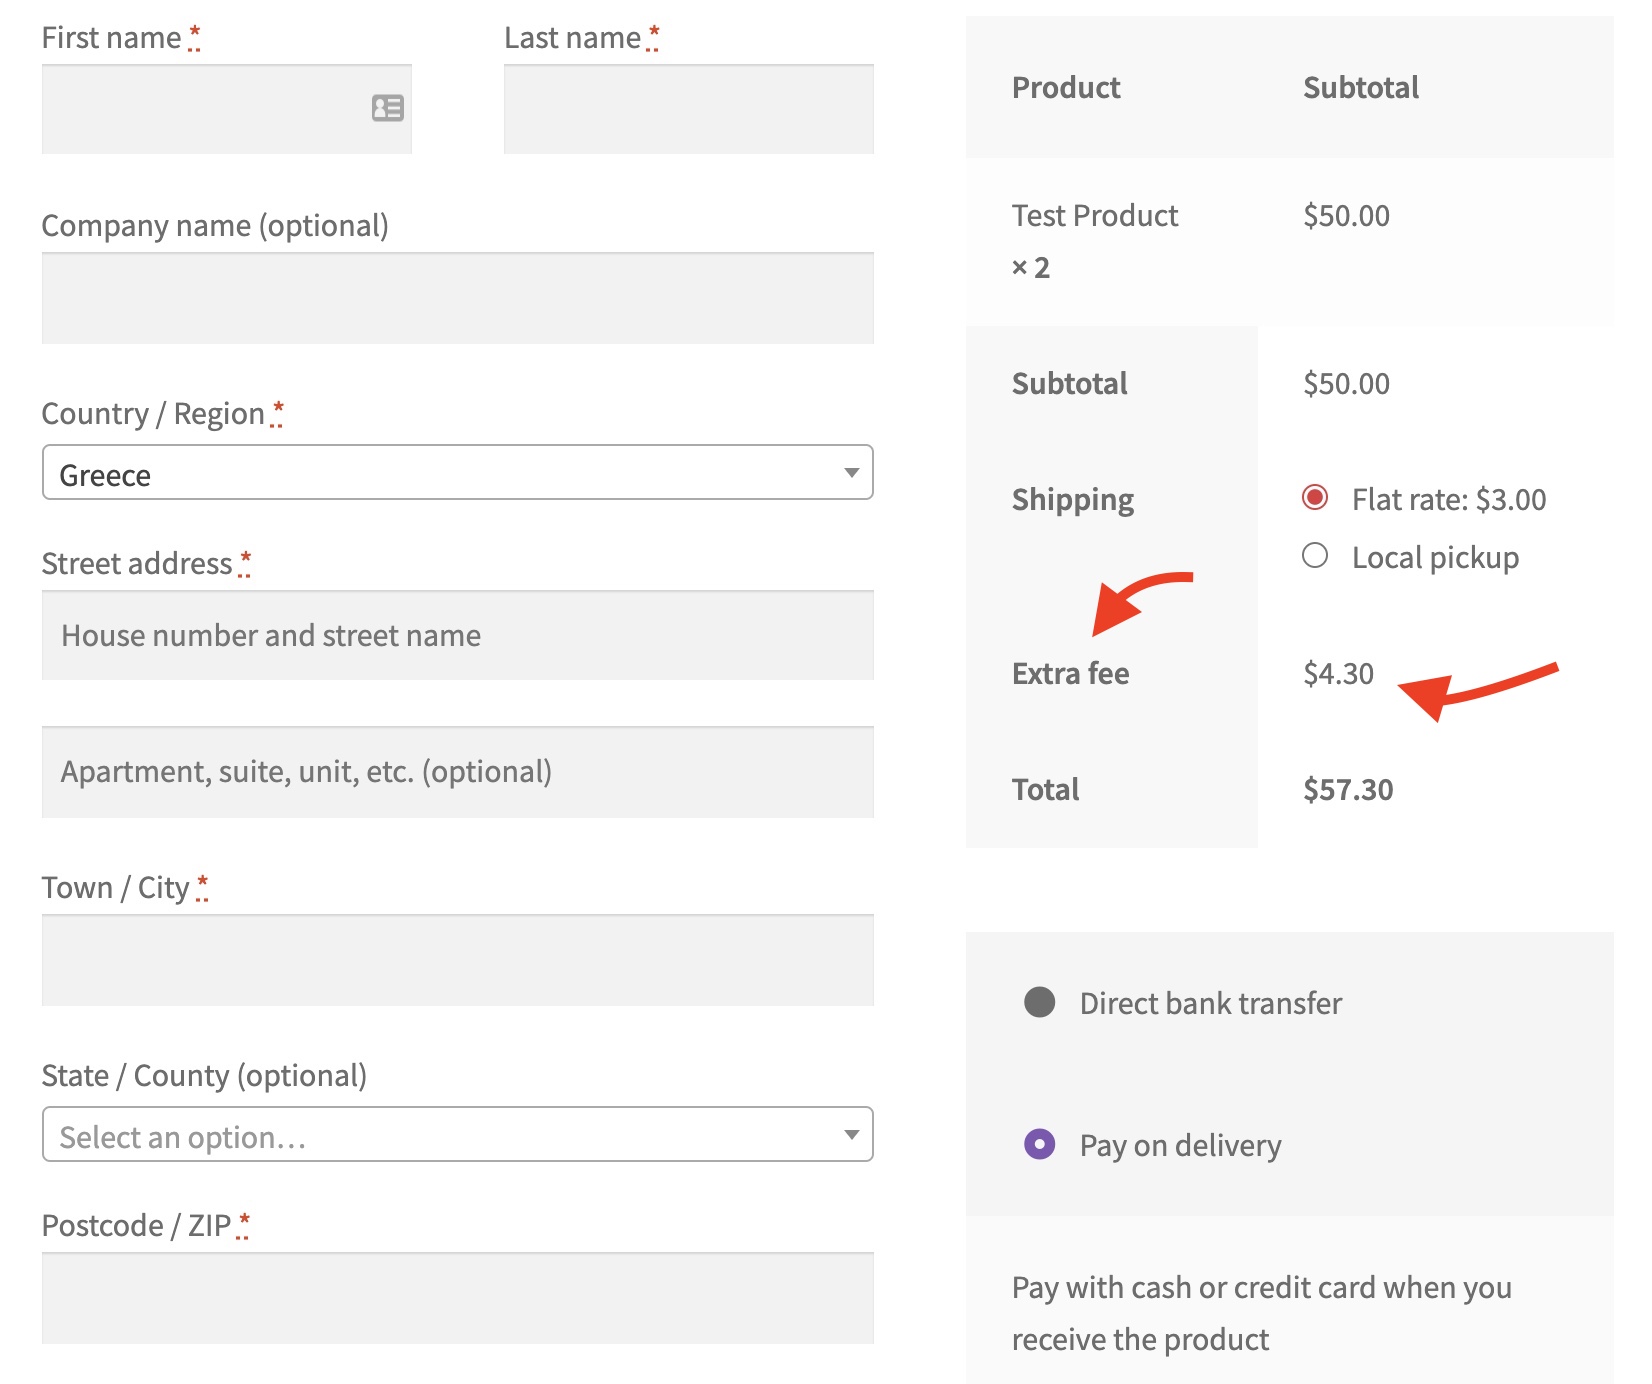 First name *
Last name *
Company name (optional)
Country / Region *
Greece
Street address *
House number and street name
Apartment, suite, unit, etc. (optional)
Town / City *
State / County (optional)
Select an option…
Postcode / ZIP *
Product Subtotal
Test Product $50.00
× 2
Subtotal $50.00
Shipping Flat rate: $3.00
Local pickup
Extra fee $4.30
Total $57.30
Direct bank transfer
Pay on delivery
Pay with cash or credit card when you
receive the product